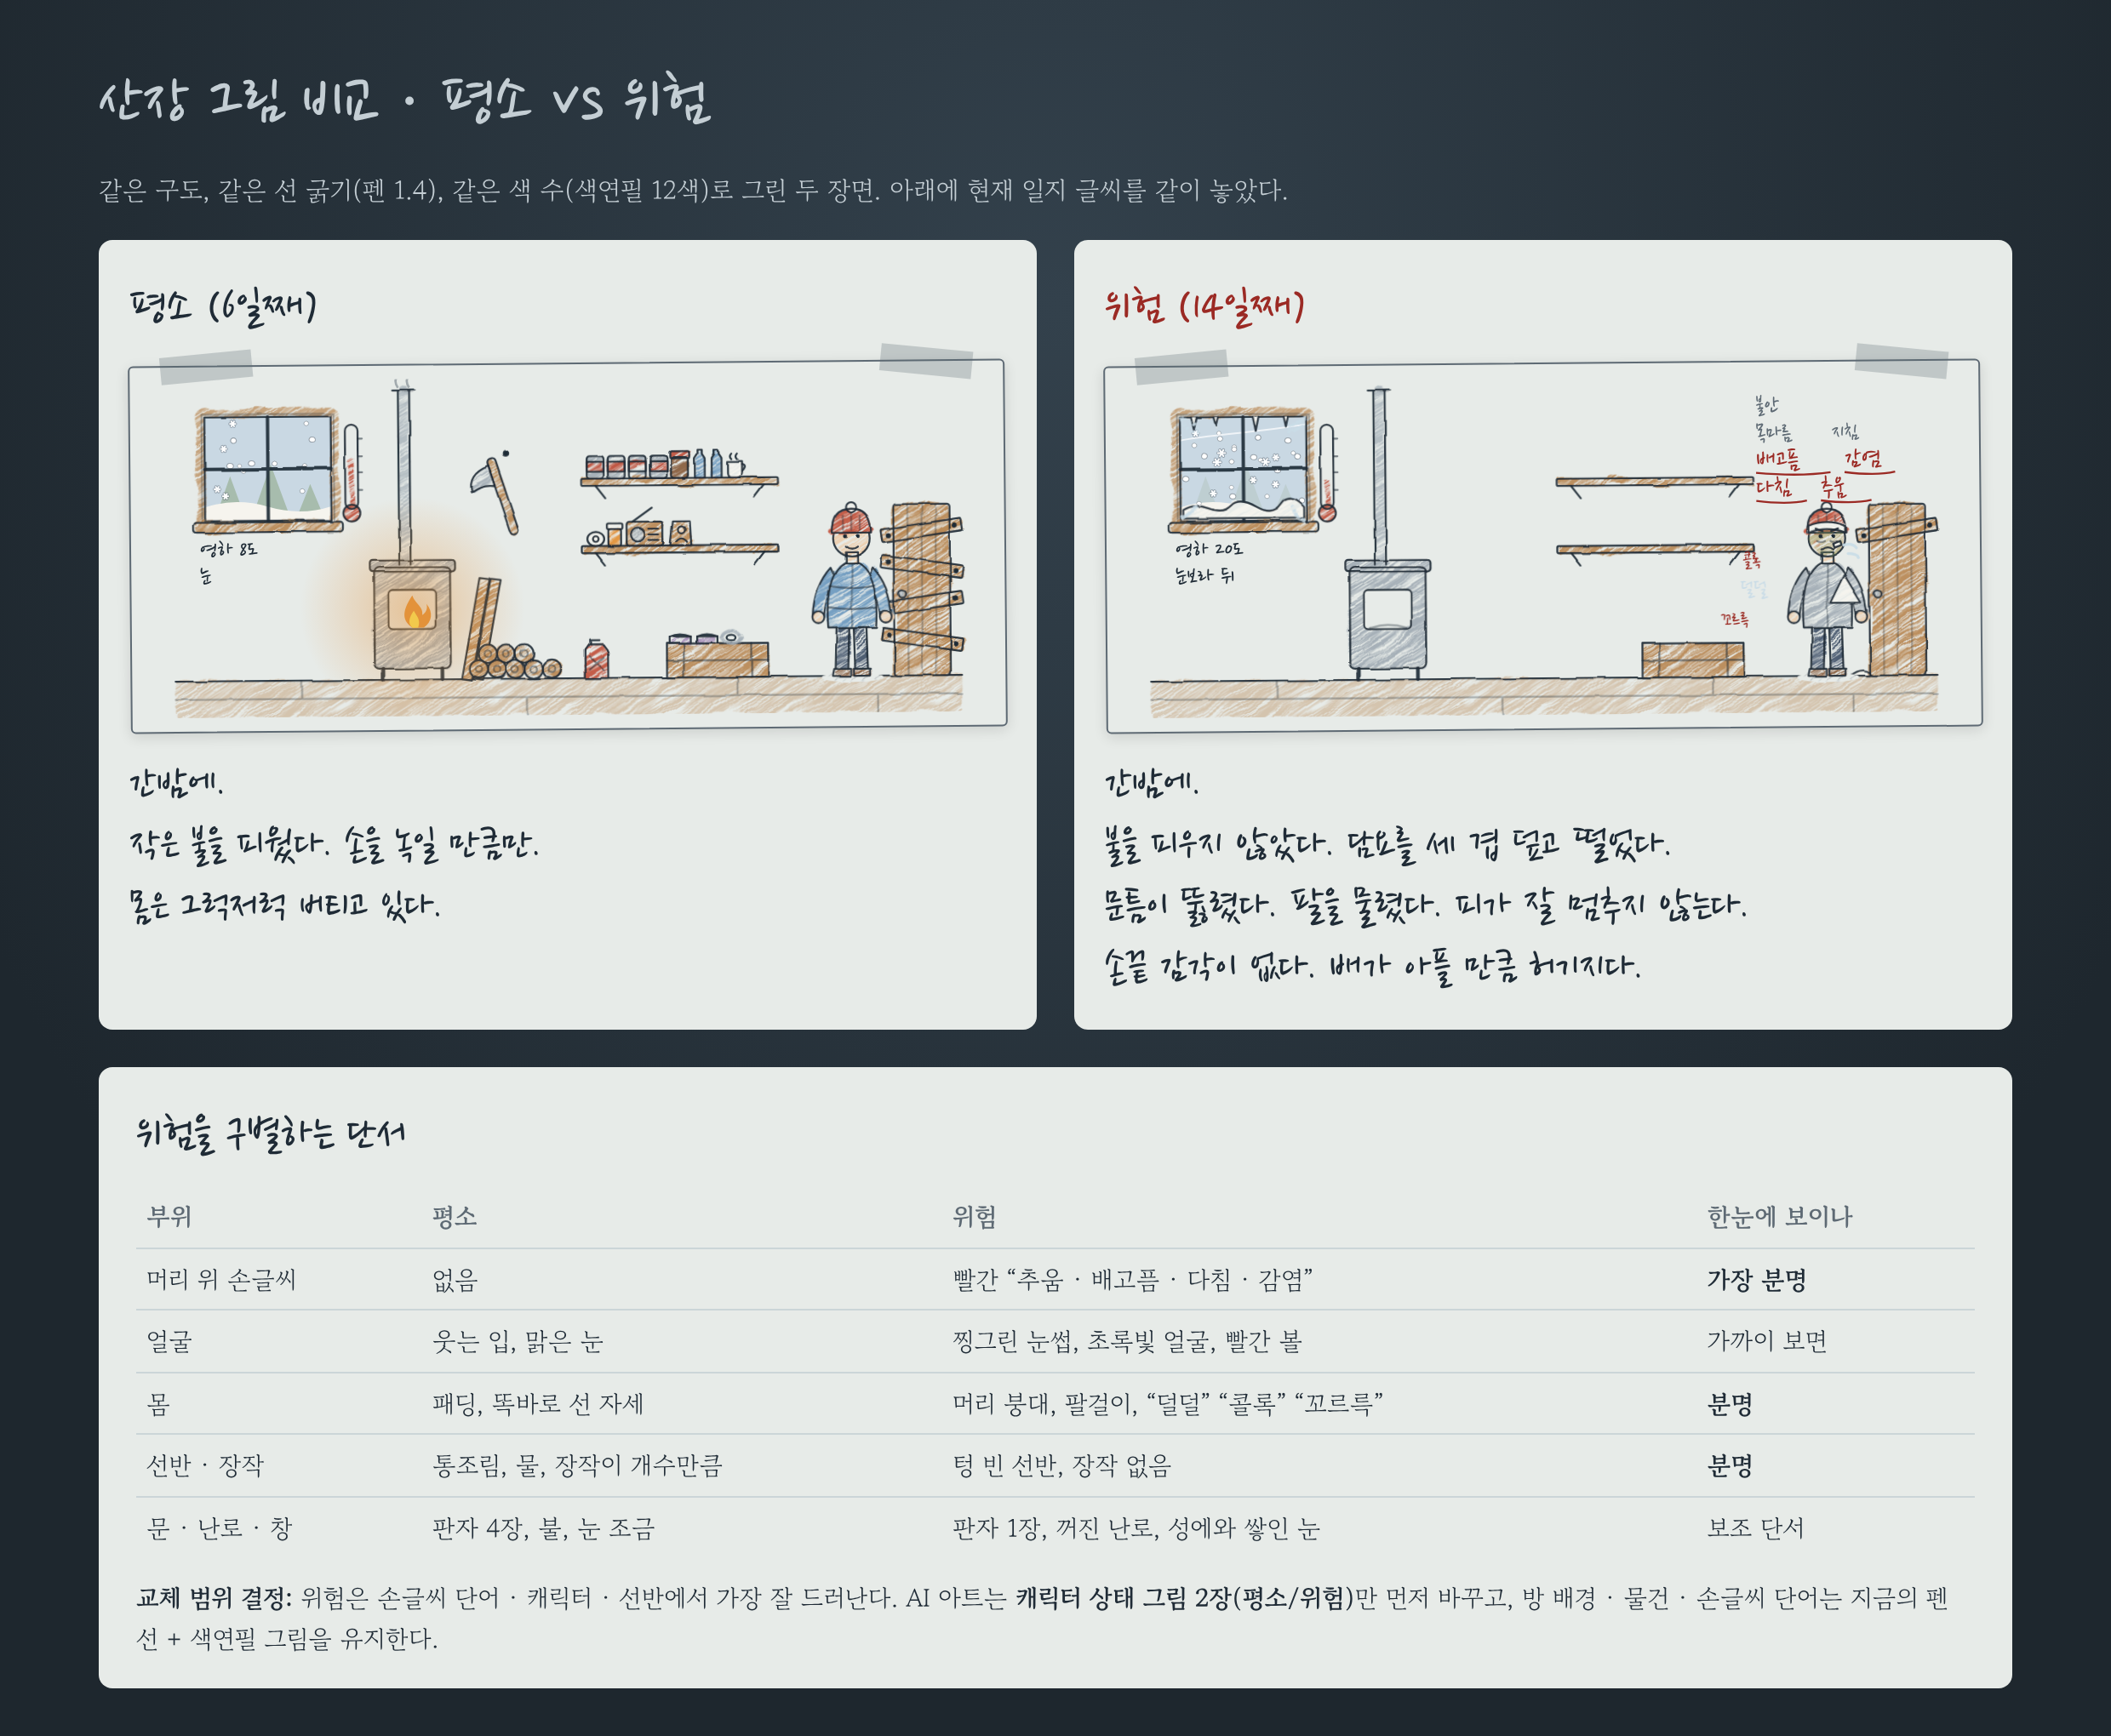 산장 그림 비교 · 평소 vs 위험
같은 구도, 같은 선 굵기(펜 1.4), 같은 색 수(색연필 12색)로 그린 두 장면. 아래에 현재 일지 글씨를 같이 놓았다.
평소 (6일째)
영하 8도
눈
간밤에.
작은 불을 피웠다. 손을 녹일 만큼만.
몸은 그럭저럭 버티고 있다.
위험 (14일째)
불안
목마름 지침
배고픔 감염
다침 추움
영하 20도
눈보라 뒤
콜록
덜덜
꼬르륵
간밤에.
불을 피우지 않았다. 담요를 세 겹 덮고 떨었다.
문틈이 뚫렸다. 팔을 물렸다. 피가 잘 멈추지 않는다.
손끝 감각이 없다. 배가 아플 만큼 허기지다.
위험을 구별하는 단서
부위 평소 위험 한눈에 보이나
머리 위 손글씨 없음 빨간 “추움 · 배고픔 · 다침 · 감염” 가장 분명
얼굴 웃는 입, 맑은 눈 찡그린 눈썹, 초록빛 얼굴, 빨간 볼 가까이 보면
몸 패딩, 똑바로 선 자세 머리 붕대, 팔걸이, “덜덜” “콜록” “꼬르륵” 분명
선반 · 장작 통조림, 물, 장작이 개수만큼 텅 빈 선반, 장작 없음 분명
문 · 난로 · 창 판자 4장, 불, 눈 조금 판자 1장, 꺼진 난로, 성에와 쌓인 눈 보조 단서
교체 범위 결정: 위험은 손글씨 단어 · 캐릭터 · 선반에서 가장 잘 드러난다. AI 아트는 캐릭터 상태 그림 2장(평소/위험)만 먼저 바꾸고, 방 배경 · 물건 · 손글씨 단어는 지금의 펜
선 + 색연필 그림을 유지한다.